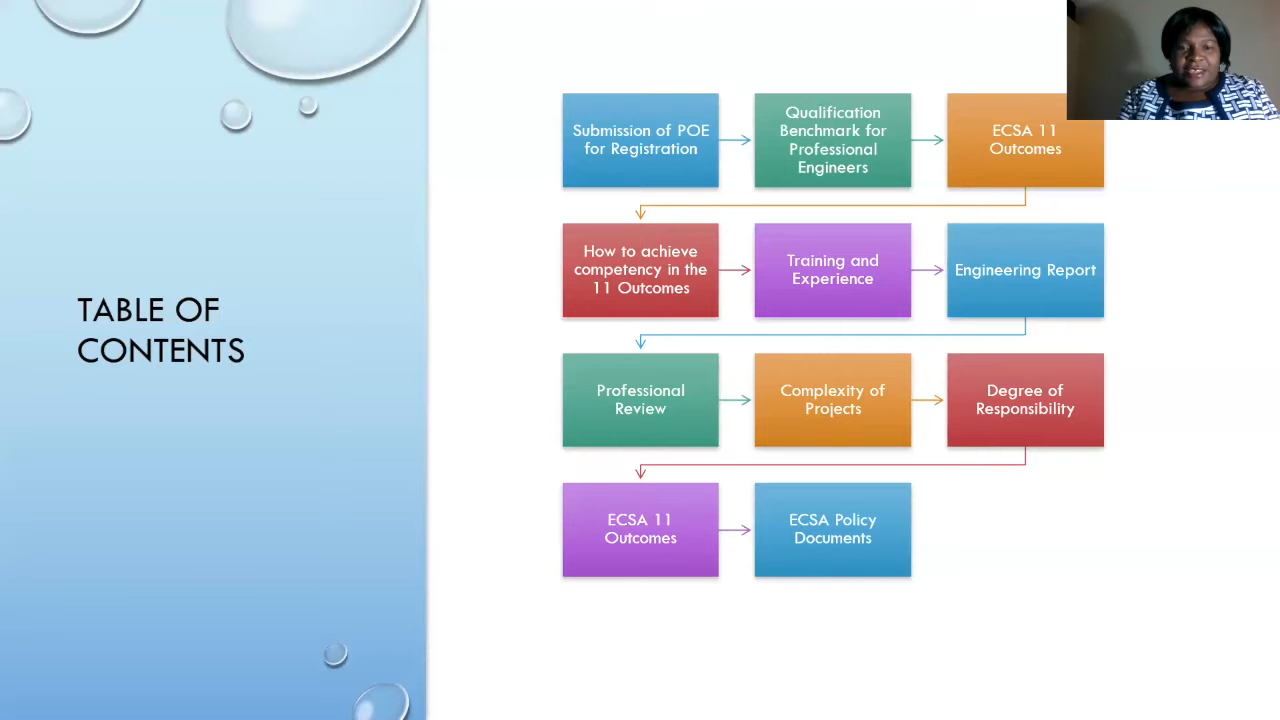 TABLE OF
CONTENTS
Submission of POE
for Registration
Qualification
Benchmark for
Professional
Engineers
ECSA 11
Outcomes
How to achieve
competency in the
11 Outcomes
Training and
Experience
Engineering Report
Professional
Review
Complexity of
Projects
Degree of
Responsibility
ECSA 11
Outcomes
ECSA Policy
Documents